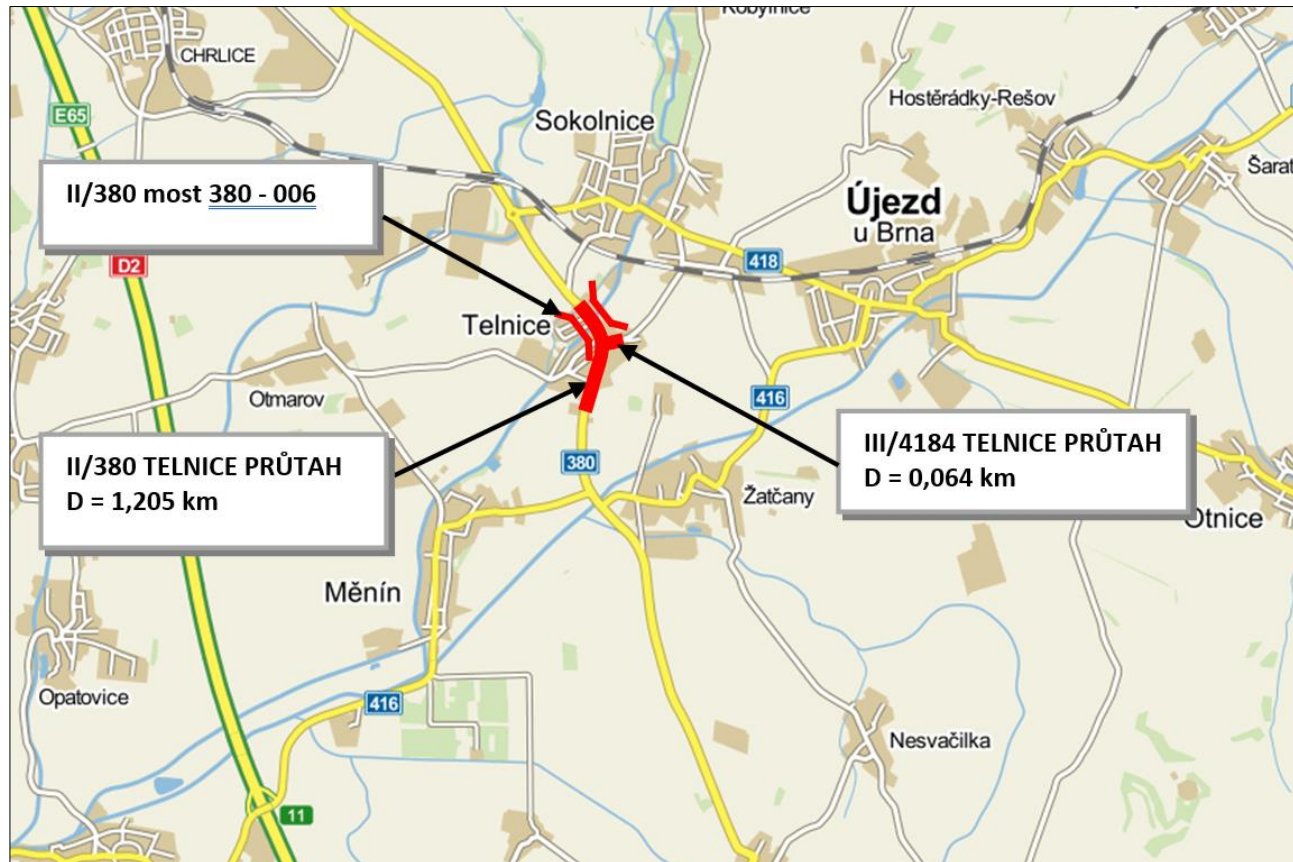 Kobylnice
CHRLICE
E65
Hostěrádky-Rešov
Sokolnice
Šarat
II/380 most 380 - 006
Újezd
u Brna
418
D2
Telnice
Otmarov
416
II/380 TELNICE PRŮTAH
D = 1,205 km
III/4184 TELNICE PRŮTAH
D = 0,064 km
380
Žatčany
Otnice
Měnín
Opatovice
416
Nesvačilka
11